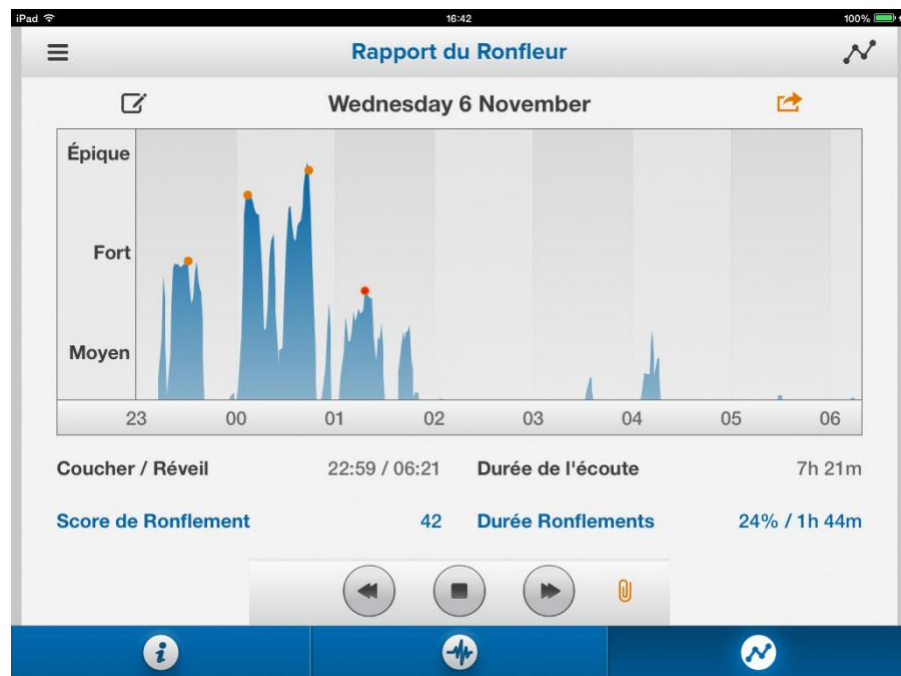 iPad 16:42 100%
Rapport du Ronfleur
Wednesday 6 November
Épique
Fort
Moyen
23 00 01 02 03 04 05 06
Coucher / Réveil 22:59 / 06:21 Durée de l'écoute 7h 21m
Score de Ronflement 42 Durée Ronflements 24% / 1h 44m
i